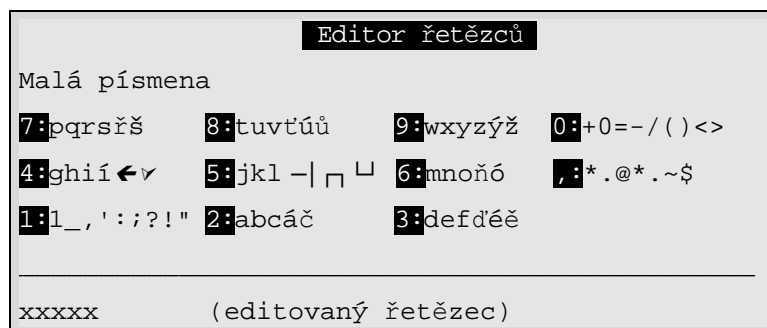 Editor řetězců
Malá písmena
7:pqrsřš 8:tuvťúů 9:wxyzýž 0:+0=-/()<>
4:ghií🡸⩗ 5:jkl─│┌┐└┘ 6:mnoňó ,:*.@*.~$
1:1_,':;?!" 2:abcáč 3:defďéě
xxxxx (editovaný řetězec)